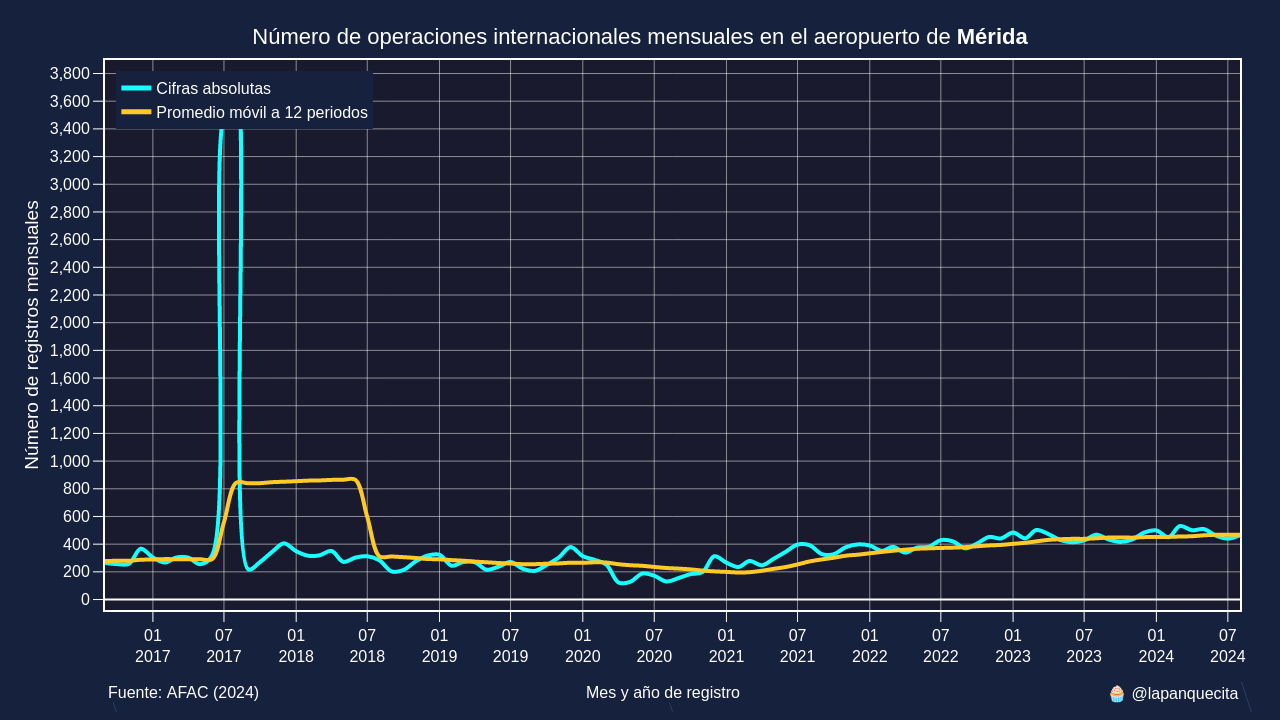 Número de operaciones internacionales mensuales en el aeropuerto de Mérida
Cifras absolutas
Promedio móvil a 12 periodos
Número de registros mensuales
3,800
3,600
3,400
3,200
3,000
2,800
2,600
2,400
2,200
2,000
1,800
1,600
1,400
1,200
1,000
800
600
400
200
0
01 07 01 07 01 07 01 07 01 07 01 07 01 07 01 07
2017 2017 2018 2018 2019 2019 2020 2020 2021 2021 2022 2022 2023 2023 2024 2024
Fuente: AFAC (2024)
Mes y año de registro
🧁 @lapanquecita